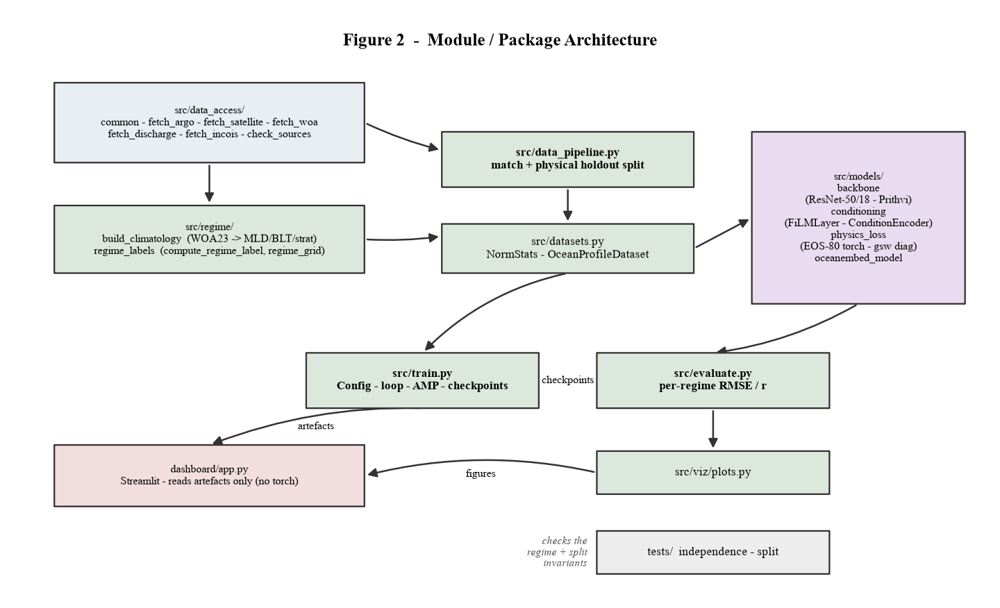 Figure 2 - Module / Package Architecture
src/data_access/
common - fetch_argo - fetch_satellite - fetch_woa
fetch_discharge - fetch_incois - check_sources
src/data_pipeline.py
match + physical holdout split
src/models/
backbone
(ResNet-50/18 - Prithvi)
conditioning
(FiLMLayer - ConditionEncoder)
physics_loss
(EOS-80 torch - gsw diag)
oceanembed_model
src/regime/
build_climatology (WOA23 -> MLD/BLT/strat)
regime_labels (compute_regime_label, regime_grid)
src/datasets.py
NormStats - OceanProfileDataset
src/train.py
Config - loop - AMP - checkpoints
checkpoints
src/evaluate.py
per-regime RMSE / r
artefacts
dashboard/app.py
Streamlit - reads artefacts only (no torch)
figures
src/viz/plots.py
checks the
regime + split
invariants
tests/ independence - split